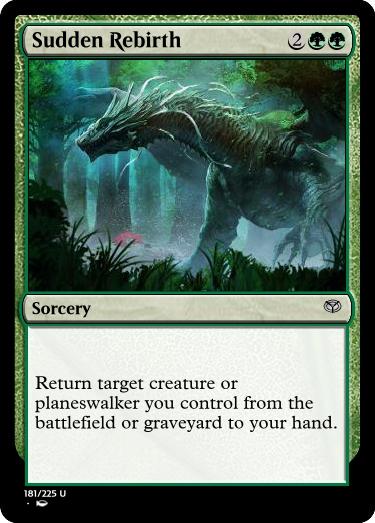 Sudden Rebirth 2
Sorcery
Return target creature or
planeswalker you control from the
battlefield or graveyard to your hand.
181/225 U